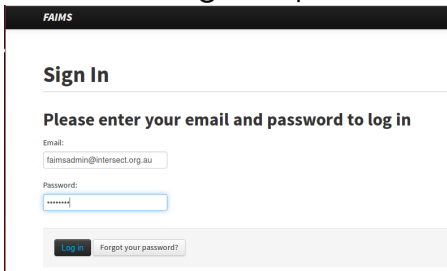 FAIMS
Sign In
Please enter your email and password to log in
Email:
faimsadmin@intersect.org.au
Password:
••••••••
Log in Forgot your password?